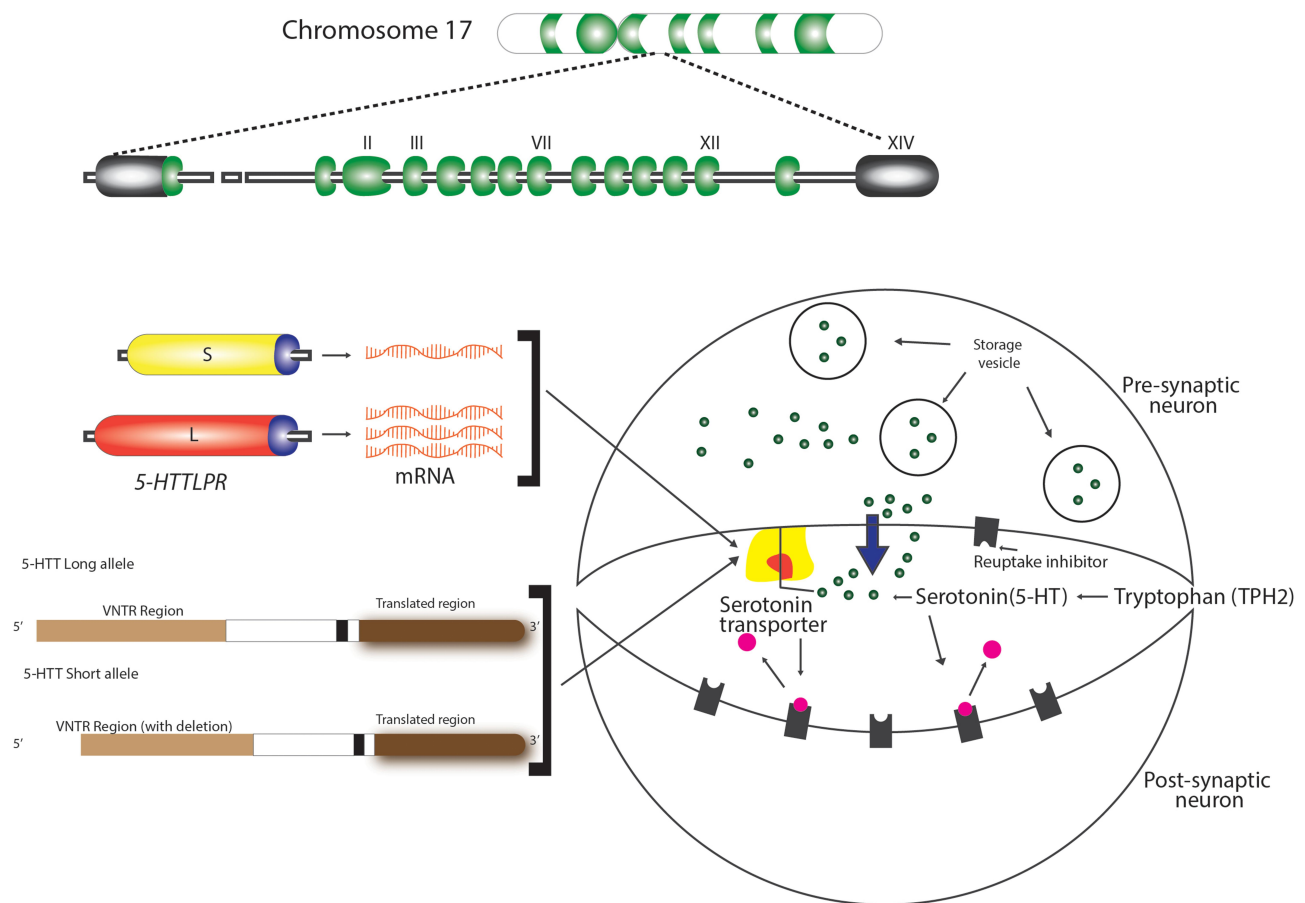 Chromosome 17
II III VII XII XIV
S
L
5-HTTLPR
mRNA
Storage
vesicle
Pre-synaptic
neuron
Reuptake inhibitor
Serotonin
transporter
Serotonin(5-HT)
Tryptophan (TPH2)
Post-synaptic
neuron
5-HTT Long allele
VNTR Region
Translated region
5′
3′
5-HTT Short allele
VNTR Region (with deletion)
Translated region
5′
3′